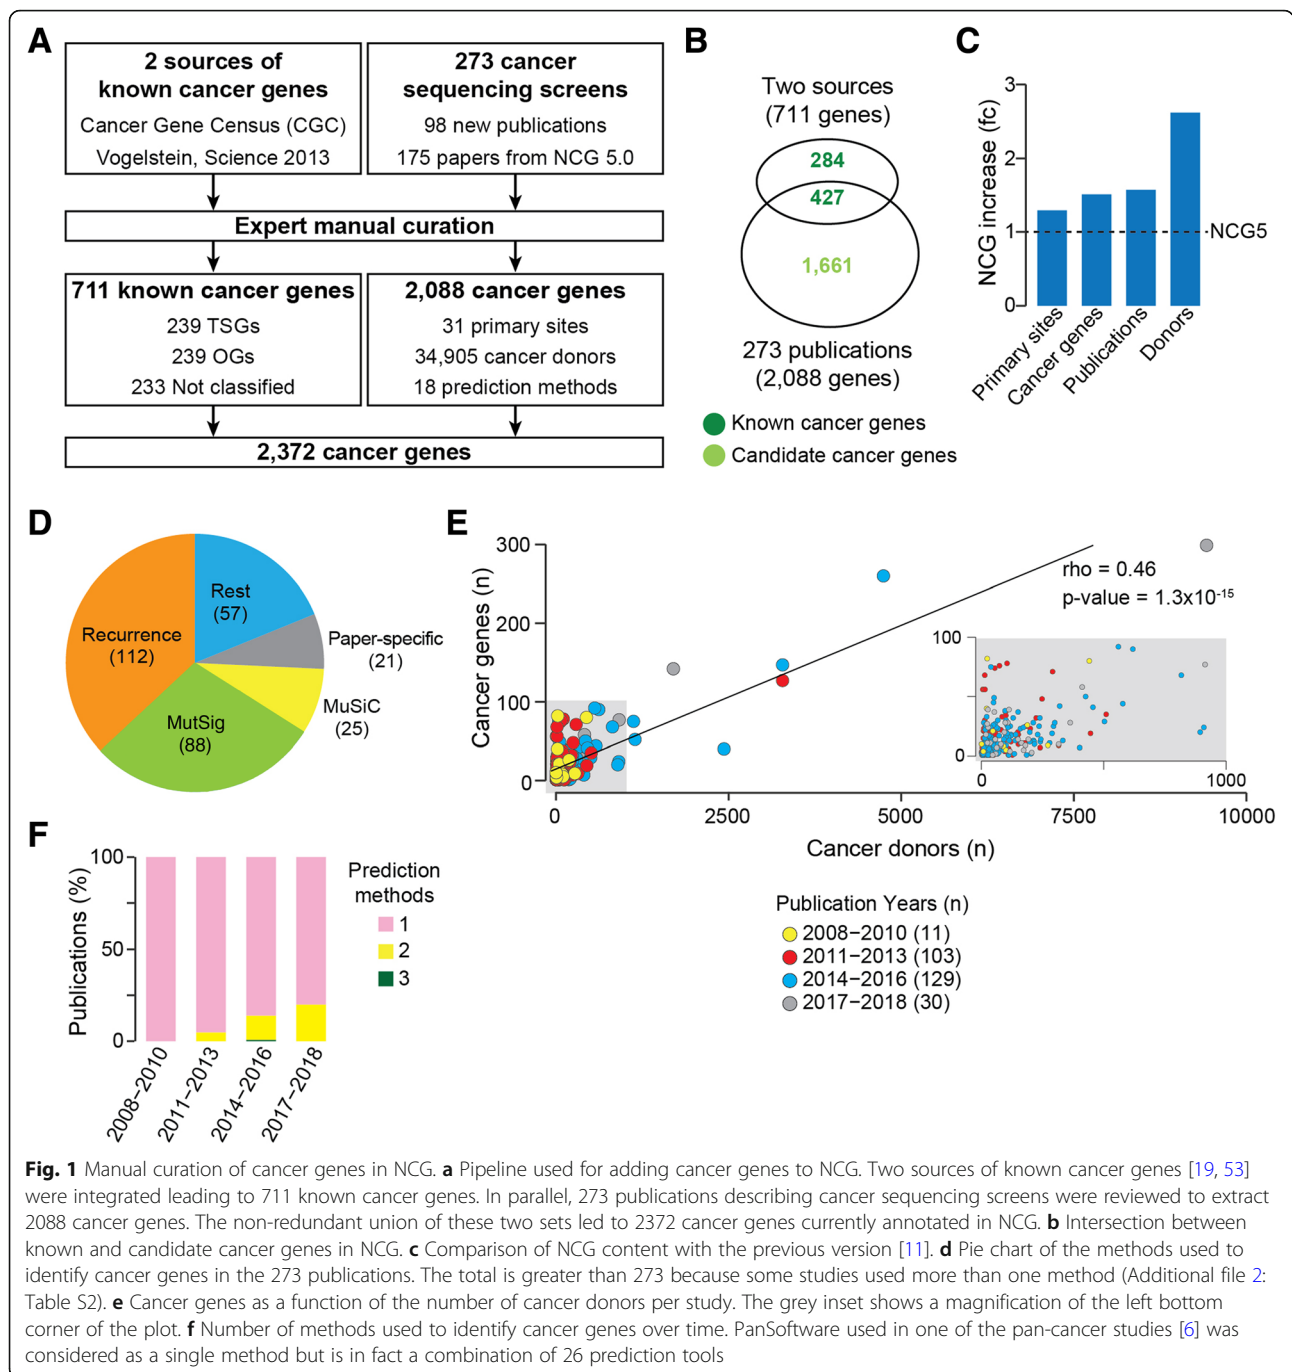 A
2 sources of
known cancer genes
Cancer Gene Census (CGC)
Vogelstein, Science 2013
273 cancer
sequencing screens
98 new publications
175 papers from NCG 5.0
Expert manual curation
711 known cancer genes
239 TSGs
239 OGs
233 Not classified
2,088 cancer genes
31 primary sites
34,905 cancer donors
18 prediction methods
2,372 cancer genes
B
Two sources
(711 genes)
284
427
1,661
273 publications
(2,088 genes)
Known cancer genes
Candidate cancer genes
C
NCG increase (fc)
3
2
1
0
NCG5
Primary sites
Cancer genes
Publications
Donors
D
Rest
(57)
Paper-specific
(21)
MuSiC
(25)
MutSig
(88)
Recurrence
(112)
E
Cancer genes (n)
300
200
100
0
rho = 0.46
p-value = 1.3x10⁻¹⁵
100
0
0
1000
0
2500
5000
7500
10000
Cancer donors (n)
Publication Years (n)
2008−2010 (11)
2011−2013 (103)
2014−2016 (129)
2017−2018 (30)
F
Publications (%)
100
50
0
2008−2010
2011−2013
2014−2016
2017−2018
Prediction
methods
1
2
3
Fig. 1 Manual curation of cancer genes in NCG. a Pipeline used for adding cancer genes to NCG. Two sources of known cancer genes [19, 53]
were integrated leading to 711 known cancer genes. In parallel, 273 publications describing cancer sequencing screens were reviewed to extract
2088 cancer genes. The non-redundant union of these two sets led to 2372 cancer genes currently annotated in NCG. b Intersection between
known and candidate cancer genes in NCG. c Comparison of NCG content with the previous version [11]. d Pie chart of the methods used to
identify cancer genes in the 273 publications. The total is greater than 273 because some studies used more than one method (Additional file 2:
Table S2). e Cancer genes as a function of the number of cancer donors per study. The grey inset shows a magnification of the left bottom
corner of the plot. f Number of methods used to identify cancer genes over time. PanSoftware used in one of the pan-cancer studies [6] was
considered as a single method but is in fact a combination of 26 prediction tools